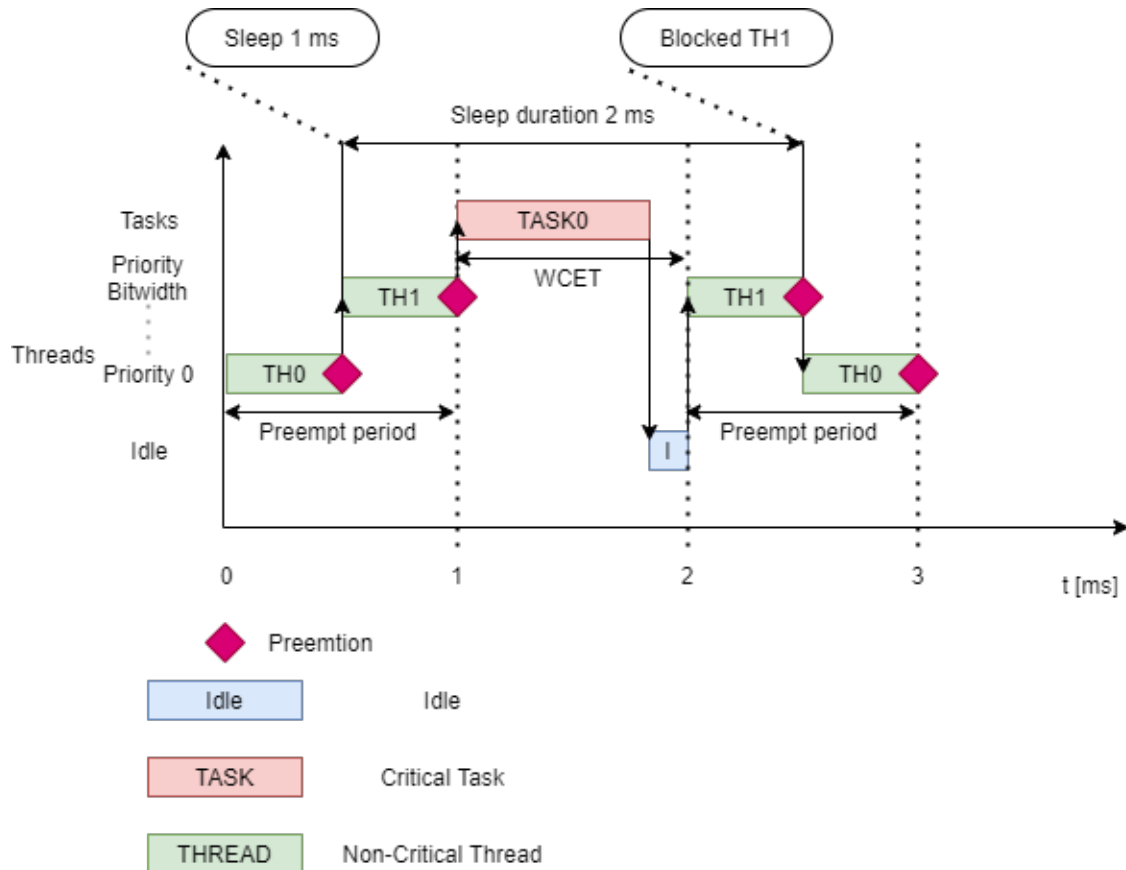 Sleep 1 ms
Blocked TH1
Sleep duration 2 ms
Tasks
TASK0
Priority
Bitwidth
TH1
WCET
TH1
Threads
Priority 0
TH0
TH0
Preempt period
Preempt period
Idle
I
0
1
2
3
t [ms]
Preemtion
Idle
Idle
TASK
Critical Task
THREAD
Non-Critical Thread